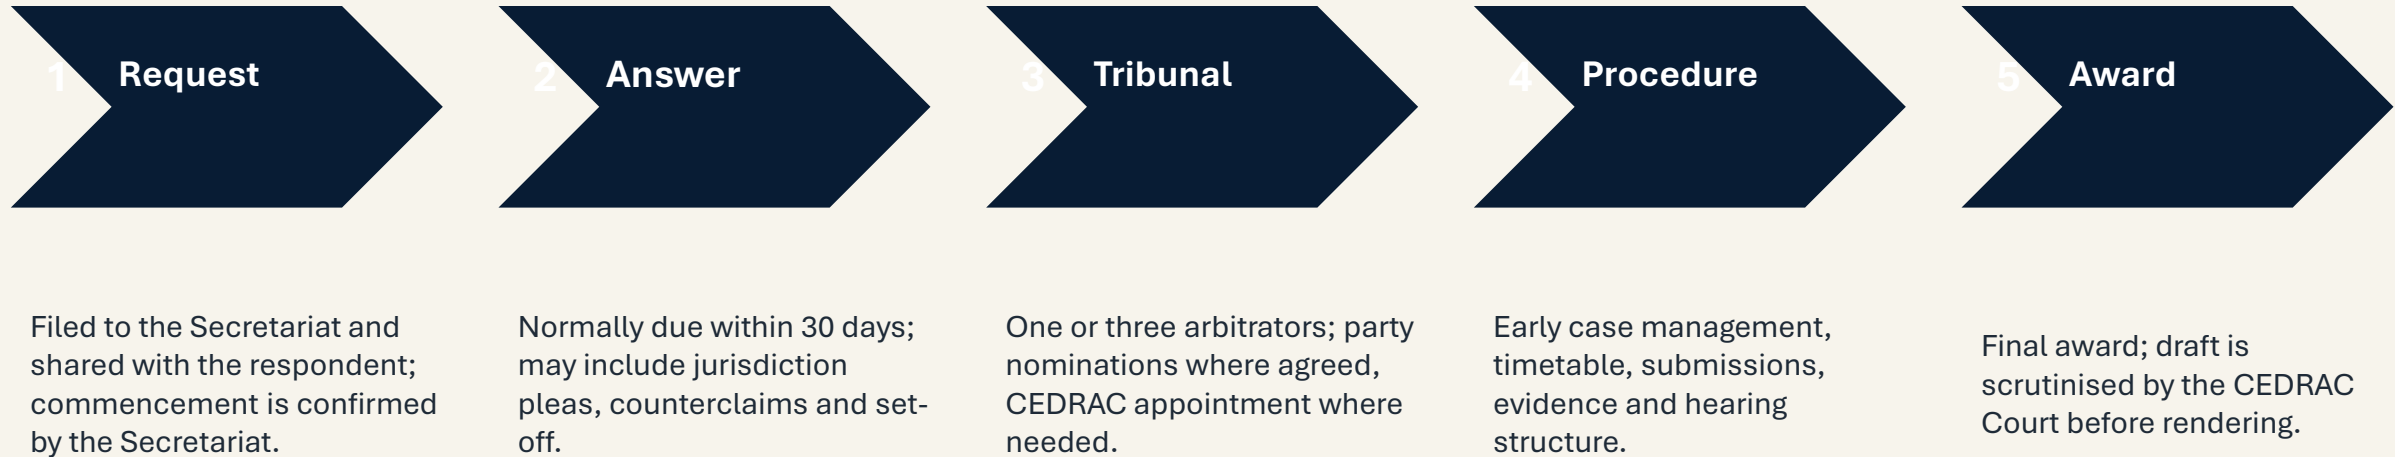 1 Request
2 Answer
3 Tribunal
4 Procedure
5 Award
Filed to the Secretariat and
shared with the respondent;
commencement is confirmed
by the Secretariat.
Normally due within 30 days;
may include jurisdiction
pleas, counterclaims and set-
off.
One or three arbitrators; party
nominations where agreed,
CEDRAC appointment where
needed.
Early case management,
timetable, submissions,
evidence and hearing
structure.
Final award; draft is
scrutinised by the CEDRAC
Court before rendering.